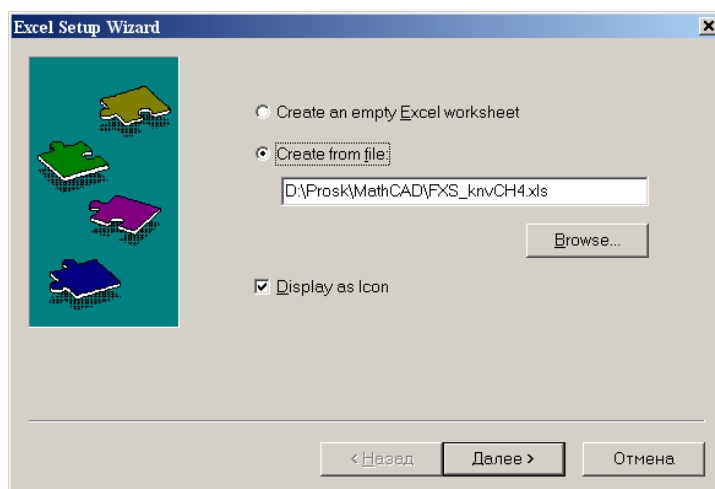 Excel Setup Wizard
Create an empty Excel worksheet
Create from file:
D:\Prosk\MathCAD\FXS_knvCH4.xls
Browse...
Display as Icon
< Назад Далее > Отмена